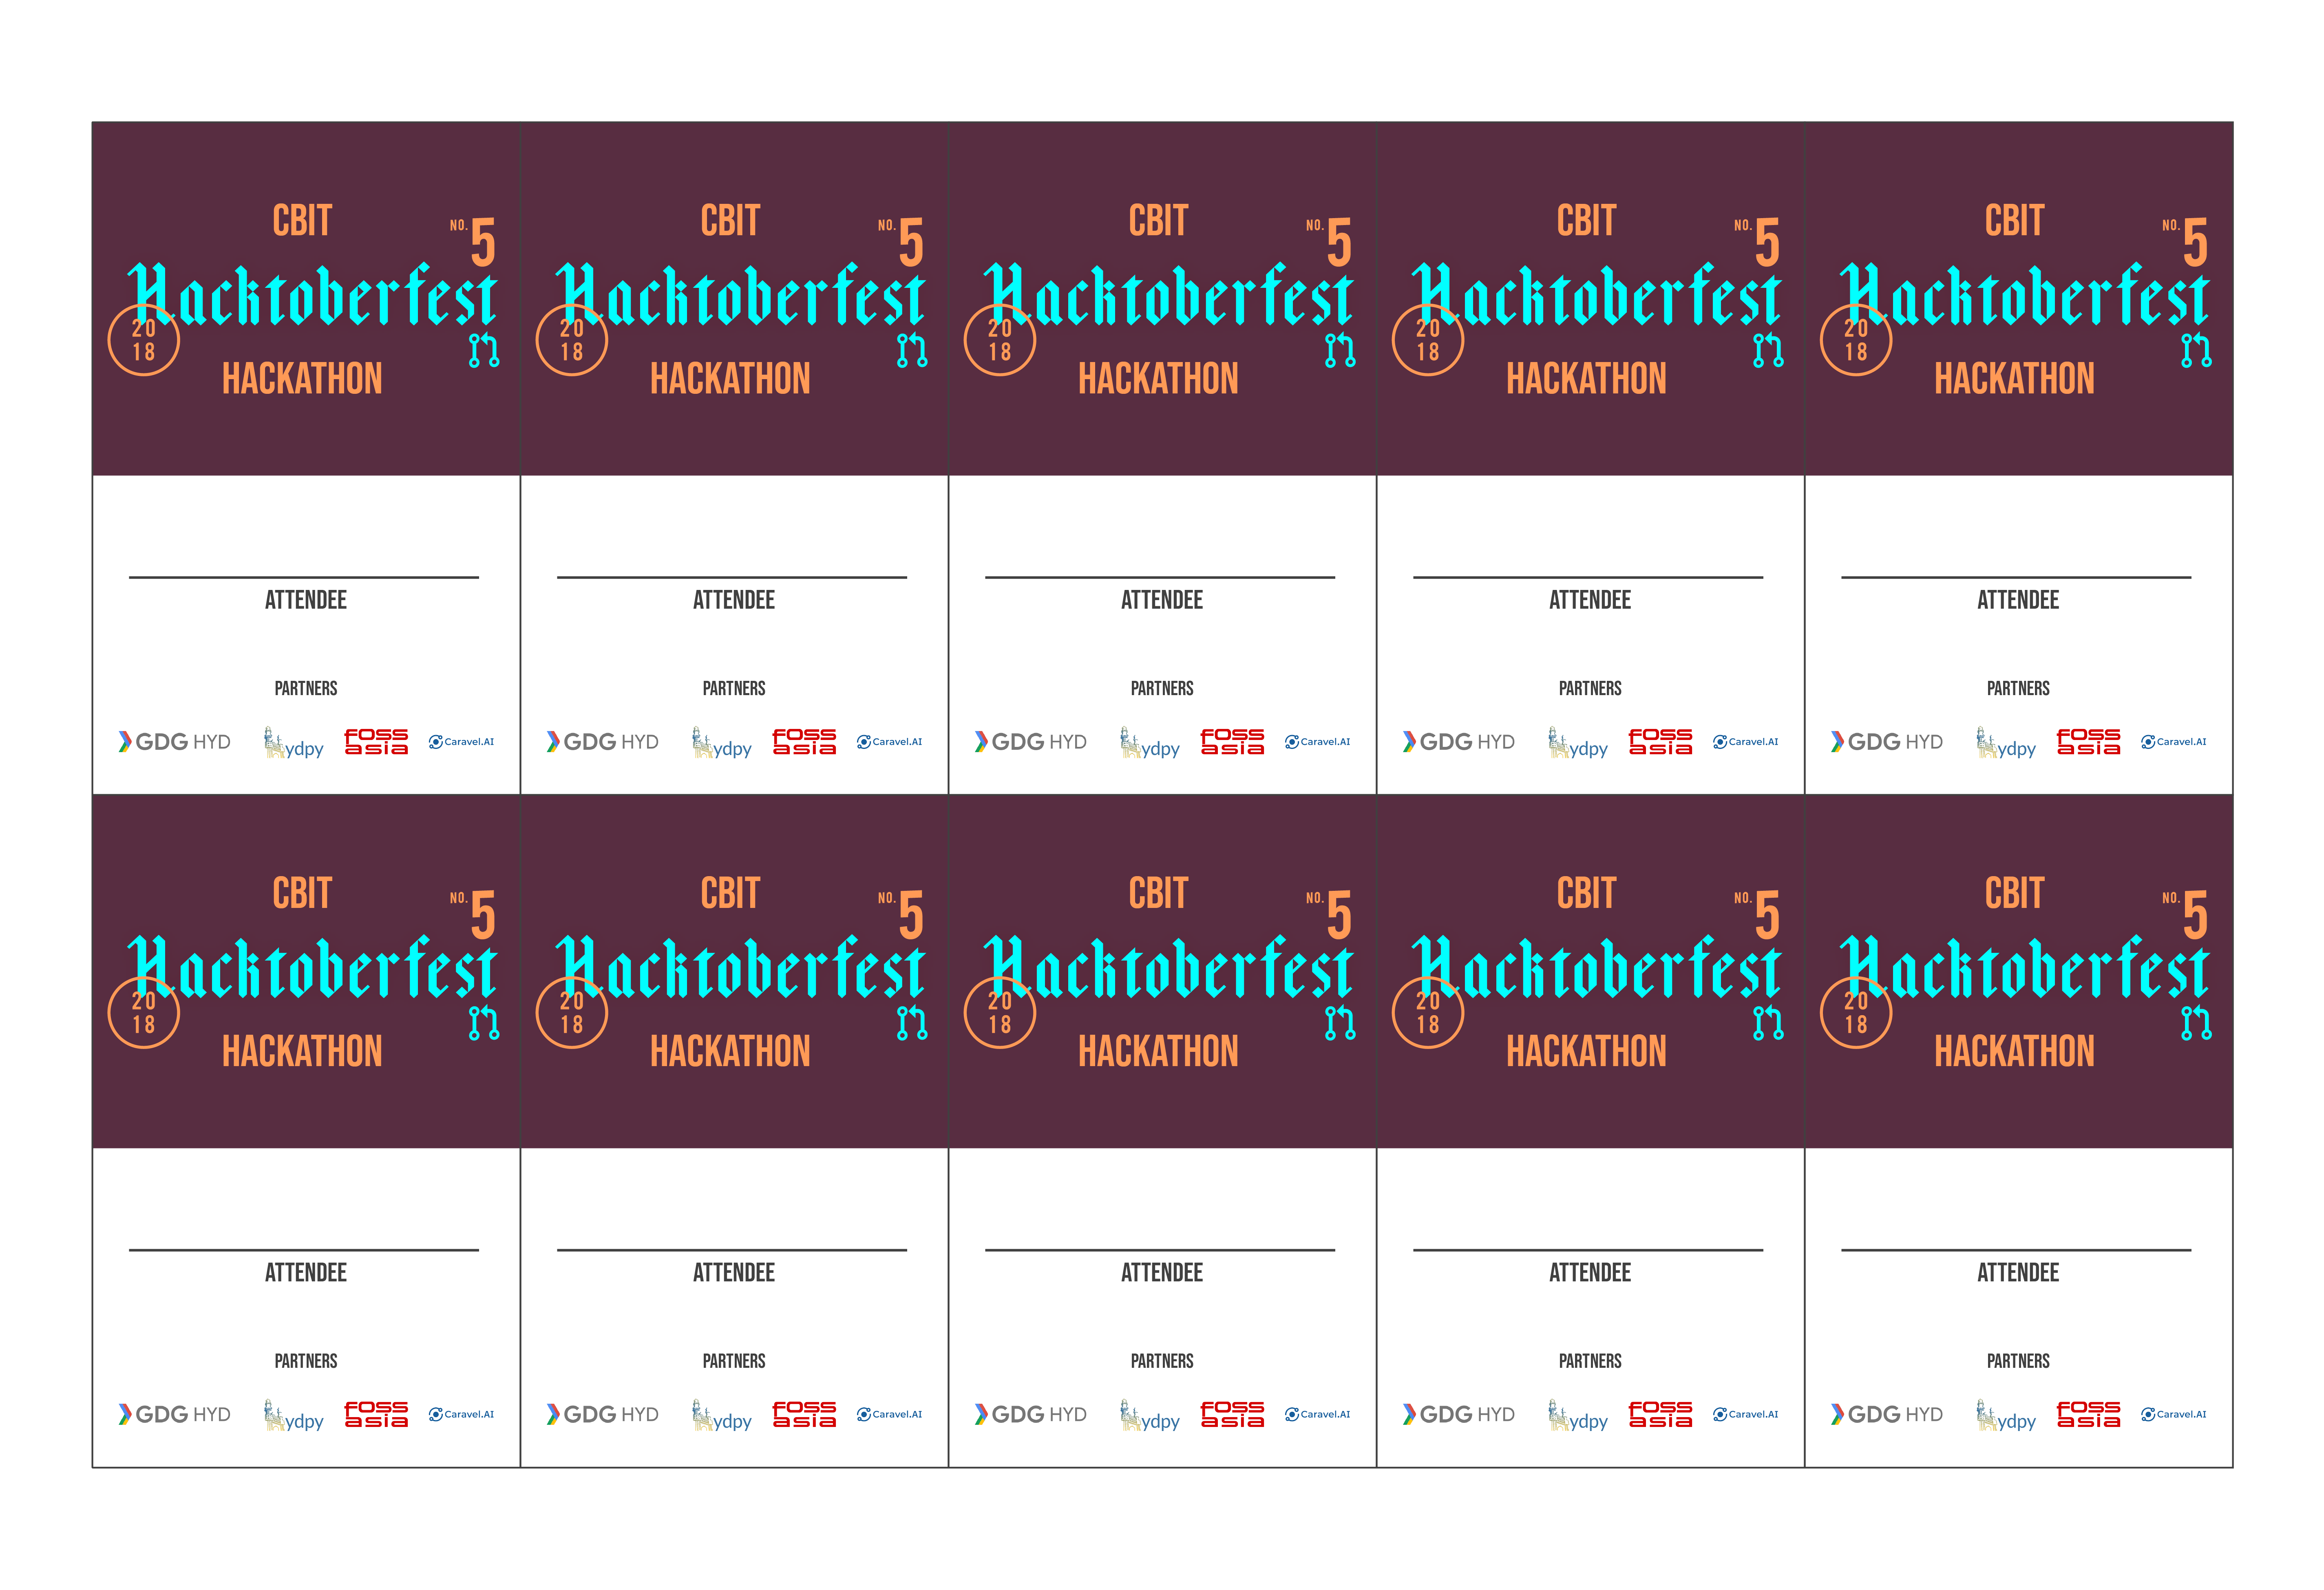 CBIT
NO. 5
Hacktoberfest
20
18
HACKATHON
ATTENDEE
PARTNERS
GDG HYD
ydpy
foss
asia
Caravel.AI
CBIT
NO. 5
Hacktoberfest
20
18
HACKATHON
ATTENDEE
PARTNERS
GDG HYD
ydpy
foss
asia
Caravel.AI
CBIT
NO. 5
Hacktoberfest
20
18
HACKATHON
ATTENDEE
PARTNERS
GDG HYD
ydpy
foss
asia
Caravel.AI
CBIT
NO. 5
Hacktoberfest
20
18
HACKATHON
ATTENDEE
PARTNERS
GDG HYD
ydpy
foss
asia
Caravel.AI
CBIT
NO. 5
Hacktoberfest
20
18
HACKATHON
ATTENDEE
PARTNERS
GDG HYD
ydpy
foss
asia
Caravel.AI
CBIT
NO. 5
Hacktoberfest
20
18
HACKATHON
ATTENDEE
PARTNERS
GDG HYD
ydpy
foss
asia
Caravel.AI
CBIT
NO. 5
Hacktoberfest
20
18
HACKATHON
ATTENDEE
PARTNERS
GDG HYD
ydpy
foss
asia
Caravel.AI
CBIT
NO. 5
Hacktoberfest
20
18
HACKATHON
ATTENDEE
PARTNERS
GDG HYD
ydpy
foss
asia
Caravel.AI
CBIT
NO. 5
Hacktoberfest
20
18
HACKATHON
ATTENDEE
PARTNERS
GDG HYD
ydpy
foss
asia
Caravel.AI
CBIT
NO. 5
Hacktoberfest
20
18
HACKATHON
ATTENDEE
PARTNERS
GDG HYD
ydpy
foss
asia
Caravel.AI